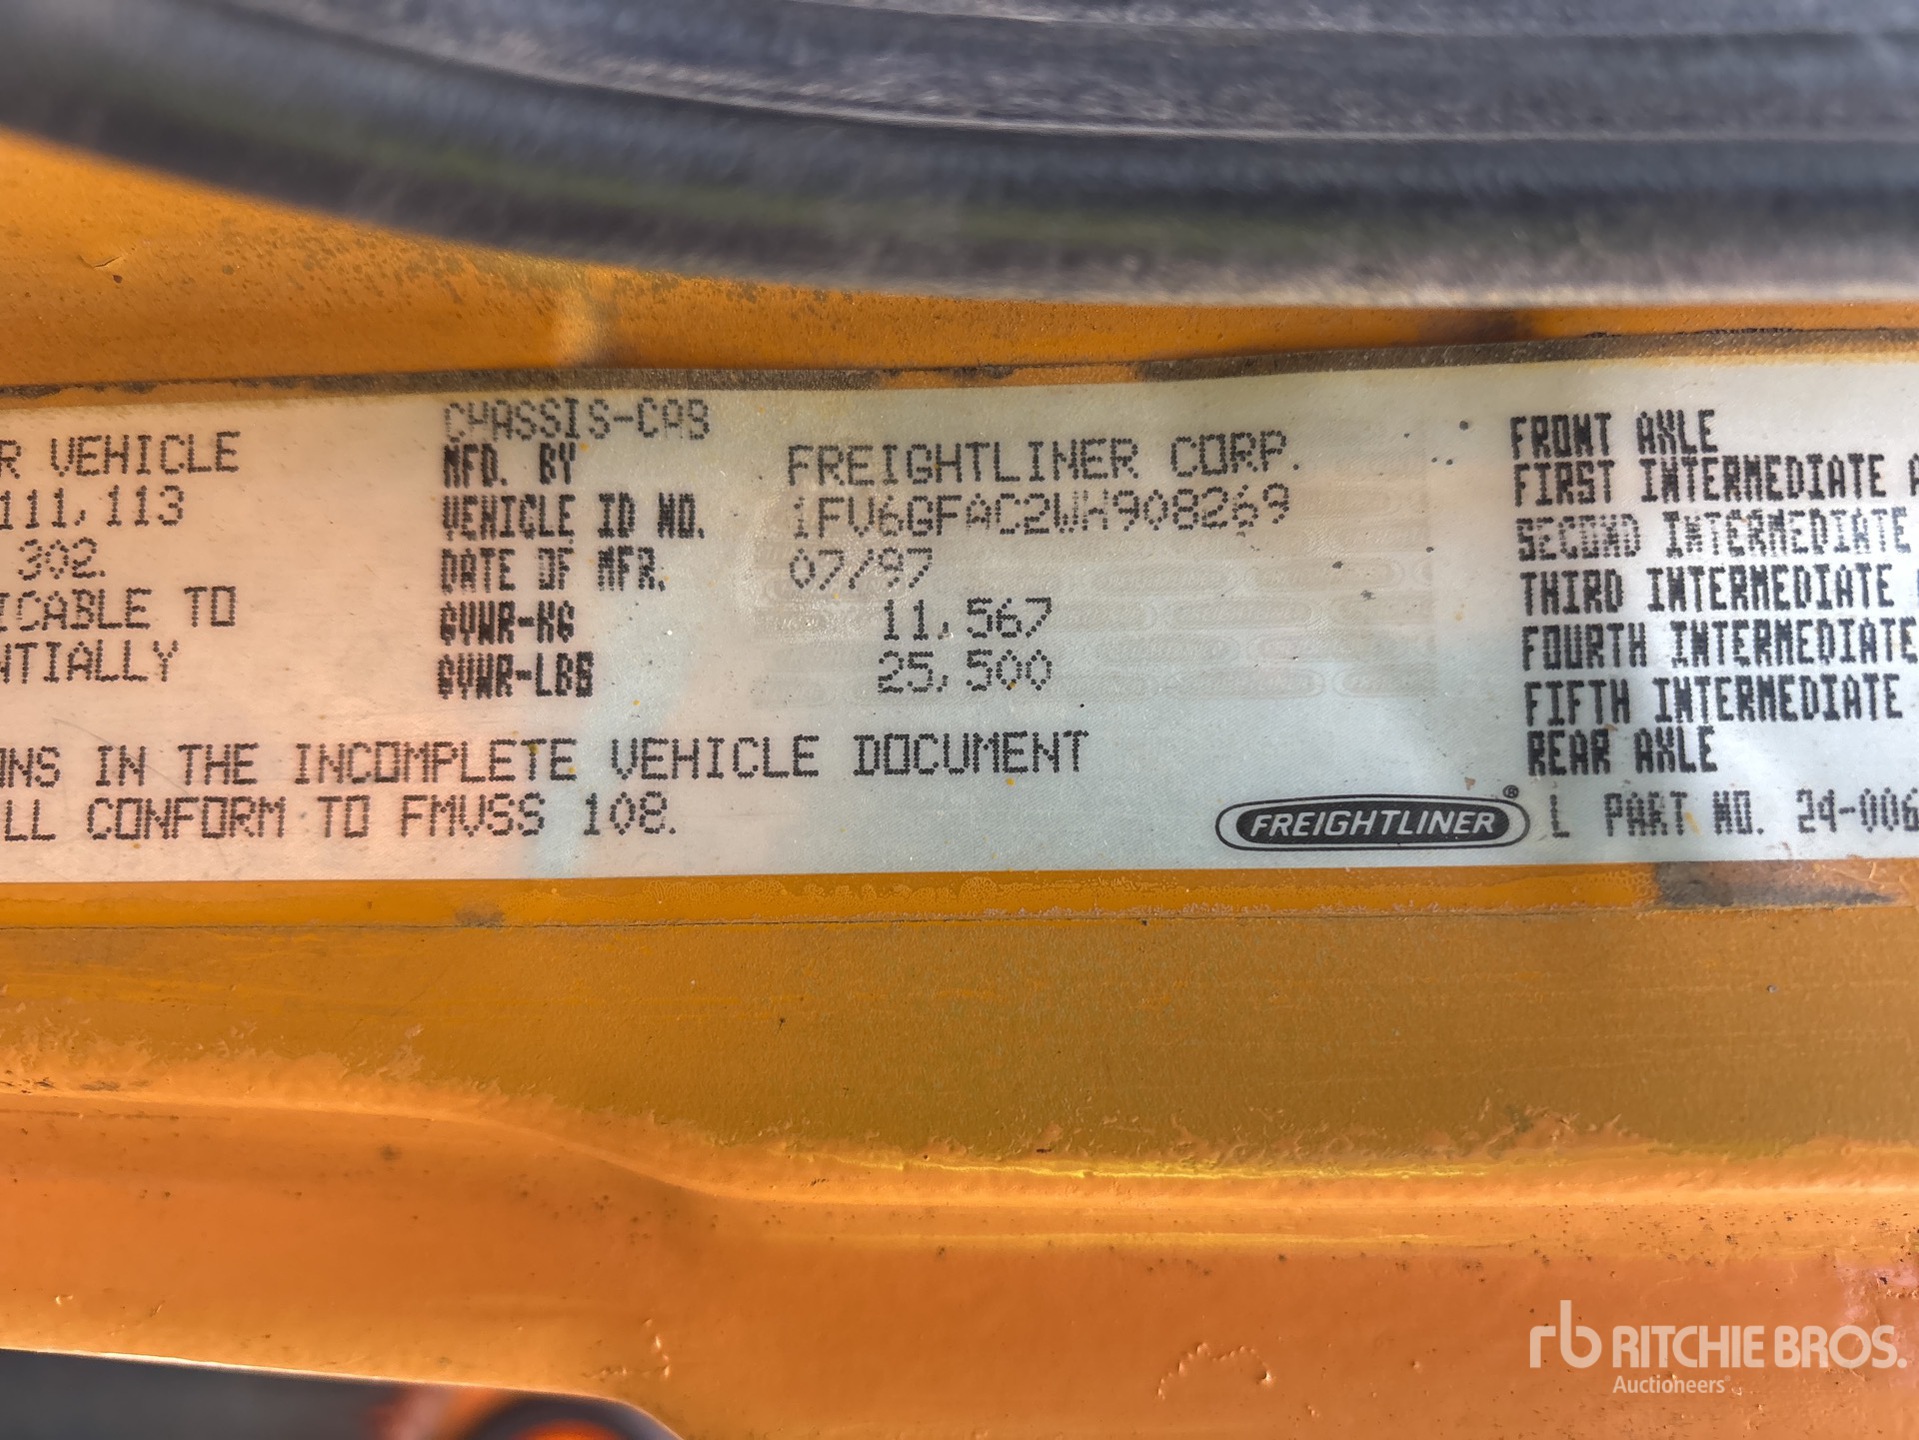 R VEHICLE
111,113
302.
ICABLE TO
NTIALLY
CHASSIS-CAB
MFD. BY FREIGHTLINER CORP.
VEHICLE ID NO. 1FV6GFAC2WH908269
DATE OF MFR. 07/97
GVWR-KG 11,567
GVWR-LBS 25,500
ONS IN THE INCOMPLETE VEHICLE DOCUMENT
LL CONFORM TO FMVSS 108.
FREIGHTLINER®
FRONT AXLE
FIRST INTERMEDIATE A
SECOND INTERMEDIATE
THIRD INTERMEDIATE
FOURTH INTERMEDIATE
FIFTH INTERMEDIATE
REAR AXLE
L PART NO. 24-006
rb RITCHIE BROS.
Auctioneers